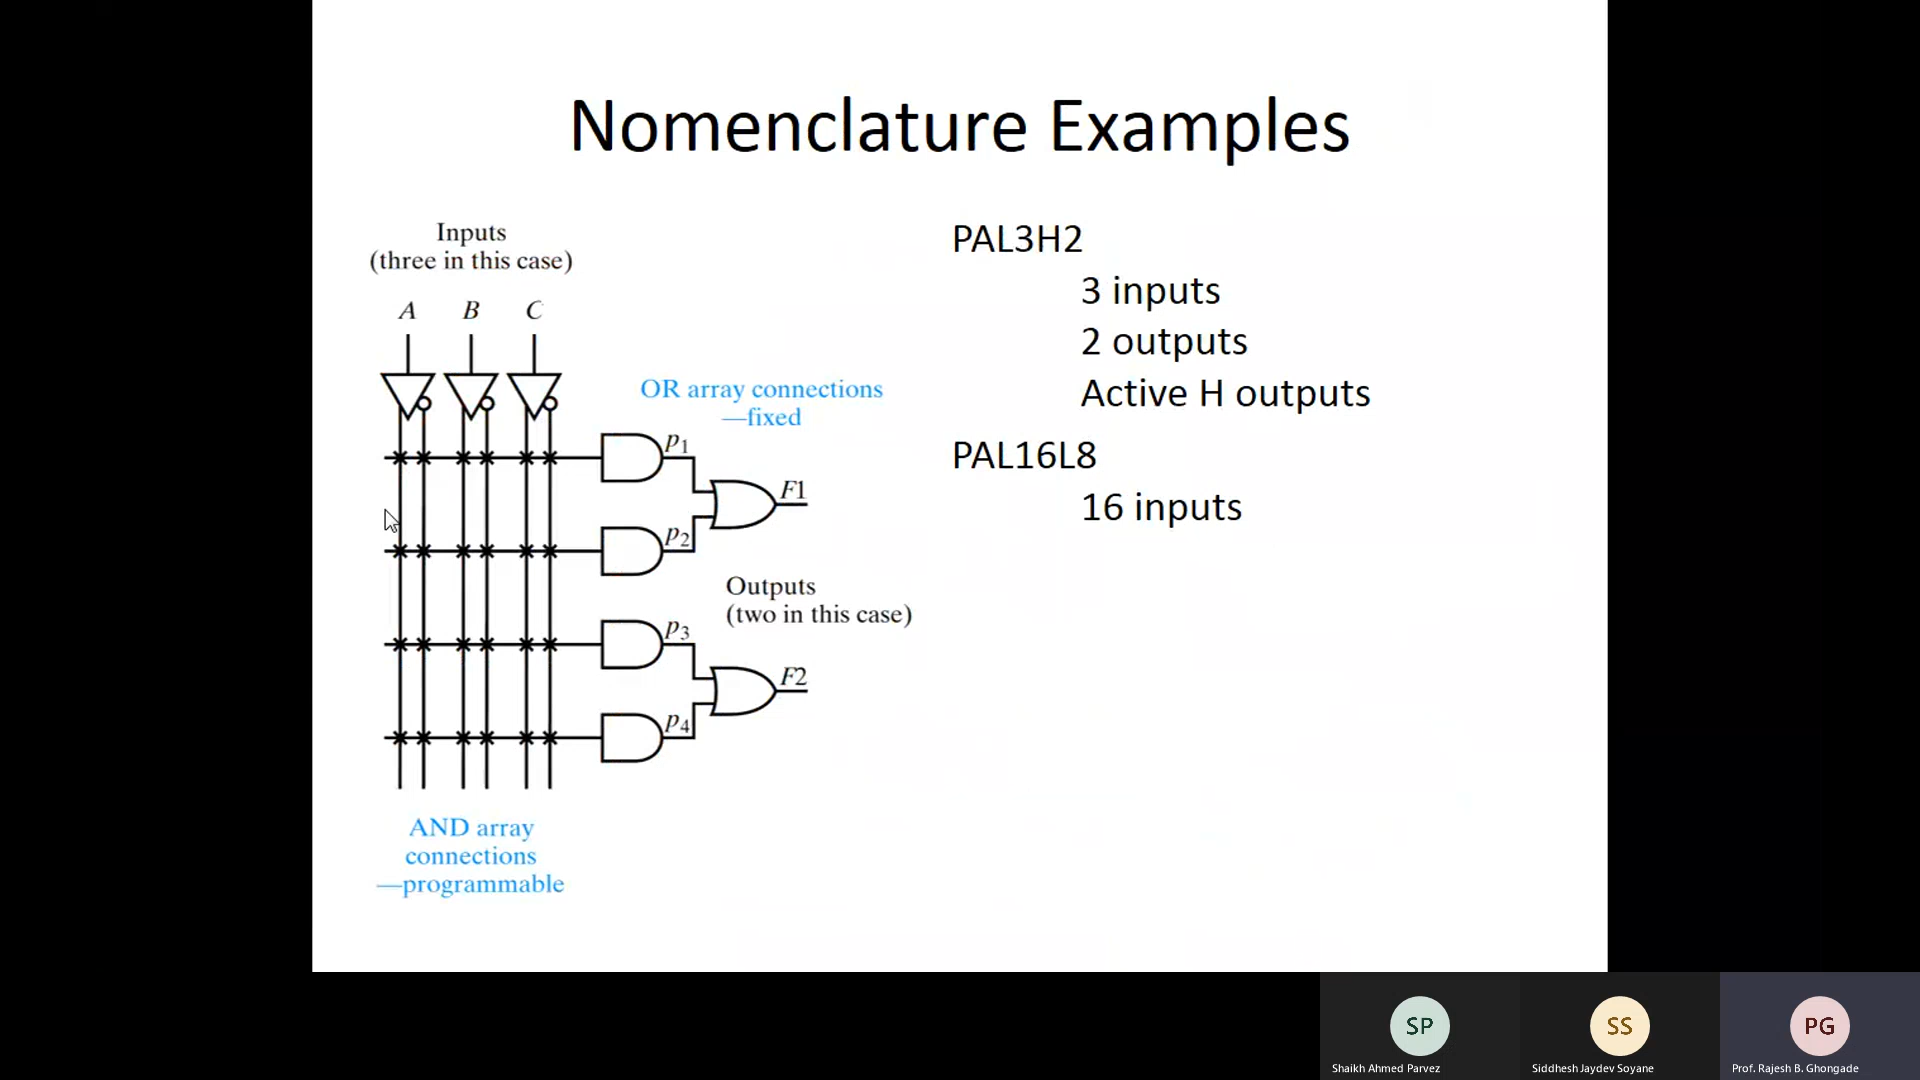 Nomenclature Examples
Inputs
(three in this case)
A B C
OR array connections
—fixed
p1
F1
p2
Outputs
(two in this case)
p3
F2
p4
AND array
connections
—programmable
PAL3H2
3 inputs
2 outputs
Active H outputs
PAL16L8
16 inputs
SP
Shaikh Ahmed Parvez
SS
Siddhesh Jaydev Soyane
PG
Prof. Rajesh B. Ghongade